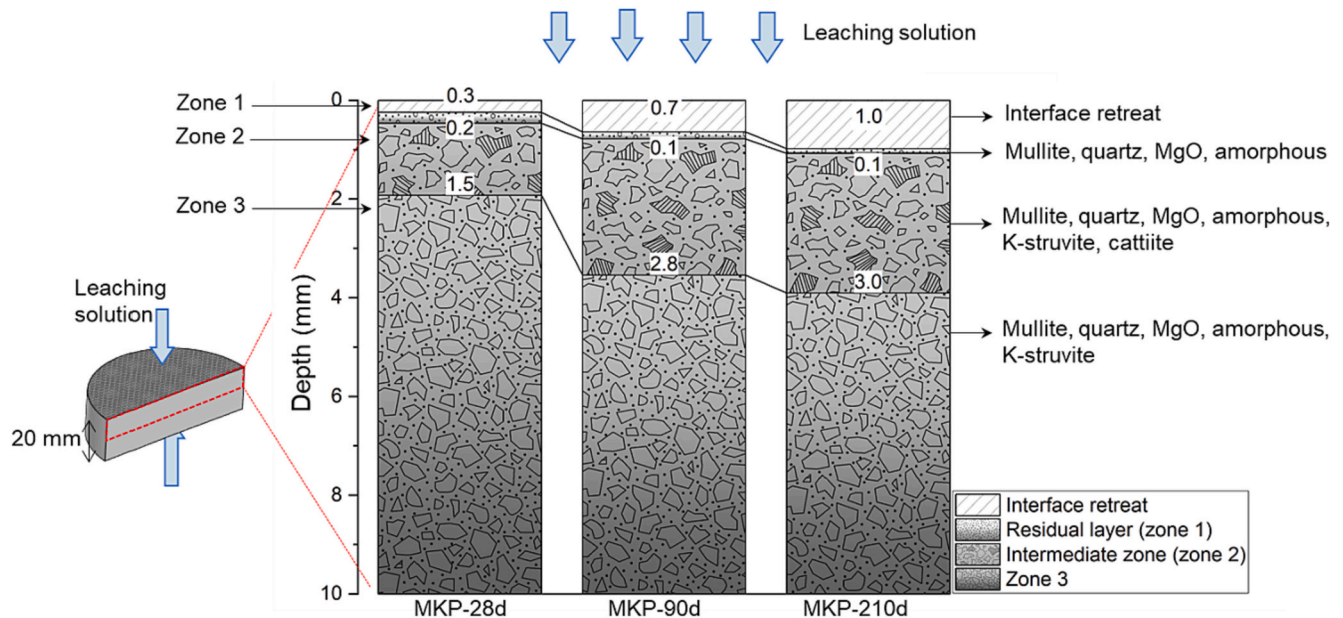 Leaching solution
Zone 1
Zone 2
Zone 3
Leaching
solution
20 mm
Depth (mm)
0
2
4
6
8
10
0.3
0.2
1.5
0.7
0.1
2.8
1.0
0.1
3.0
MKP-28d
MKP-90d
MKP-210d
Interface retreat
Mullite, quartz, MgO, amorphous
Mullite, quartz, MgO, amorphous,
K-struvite, cattiite
Mullite, quartz, MgO, amorphous,
K-struvite
Interface retreat
Residual layer (zone 1)
Intermediate zone (zone 2)
Zone 3